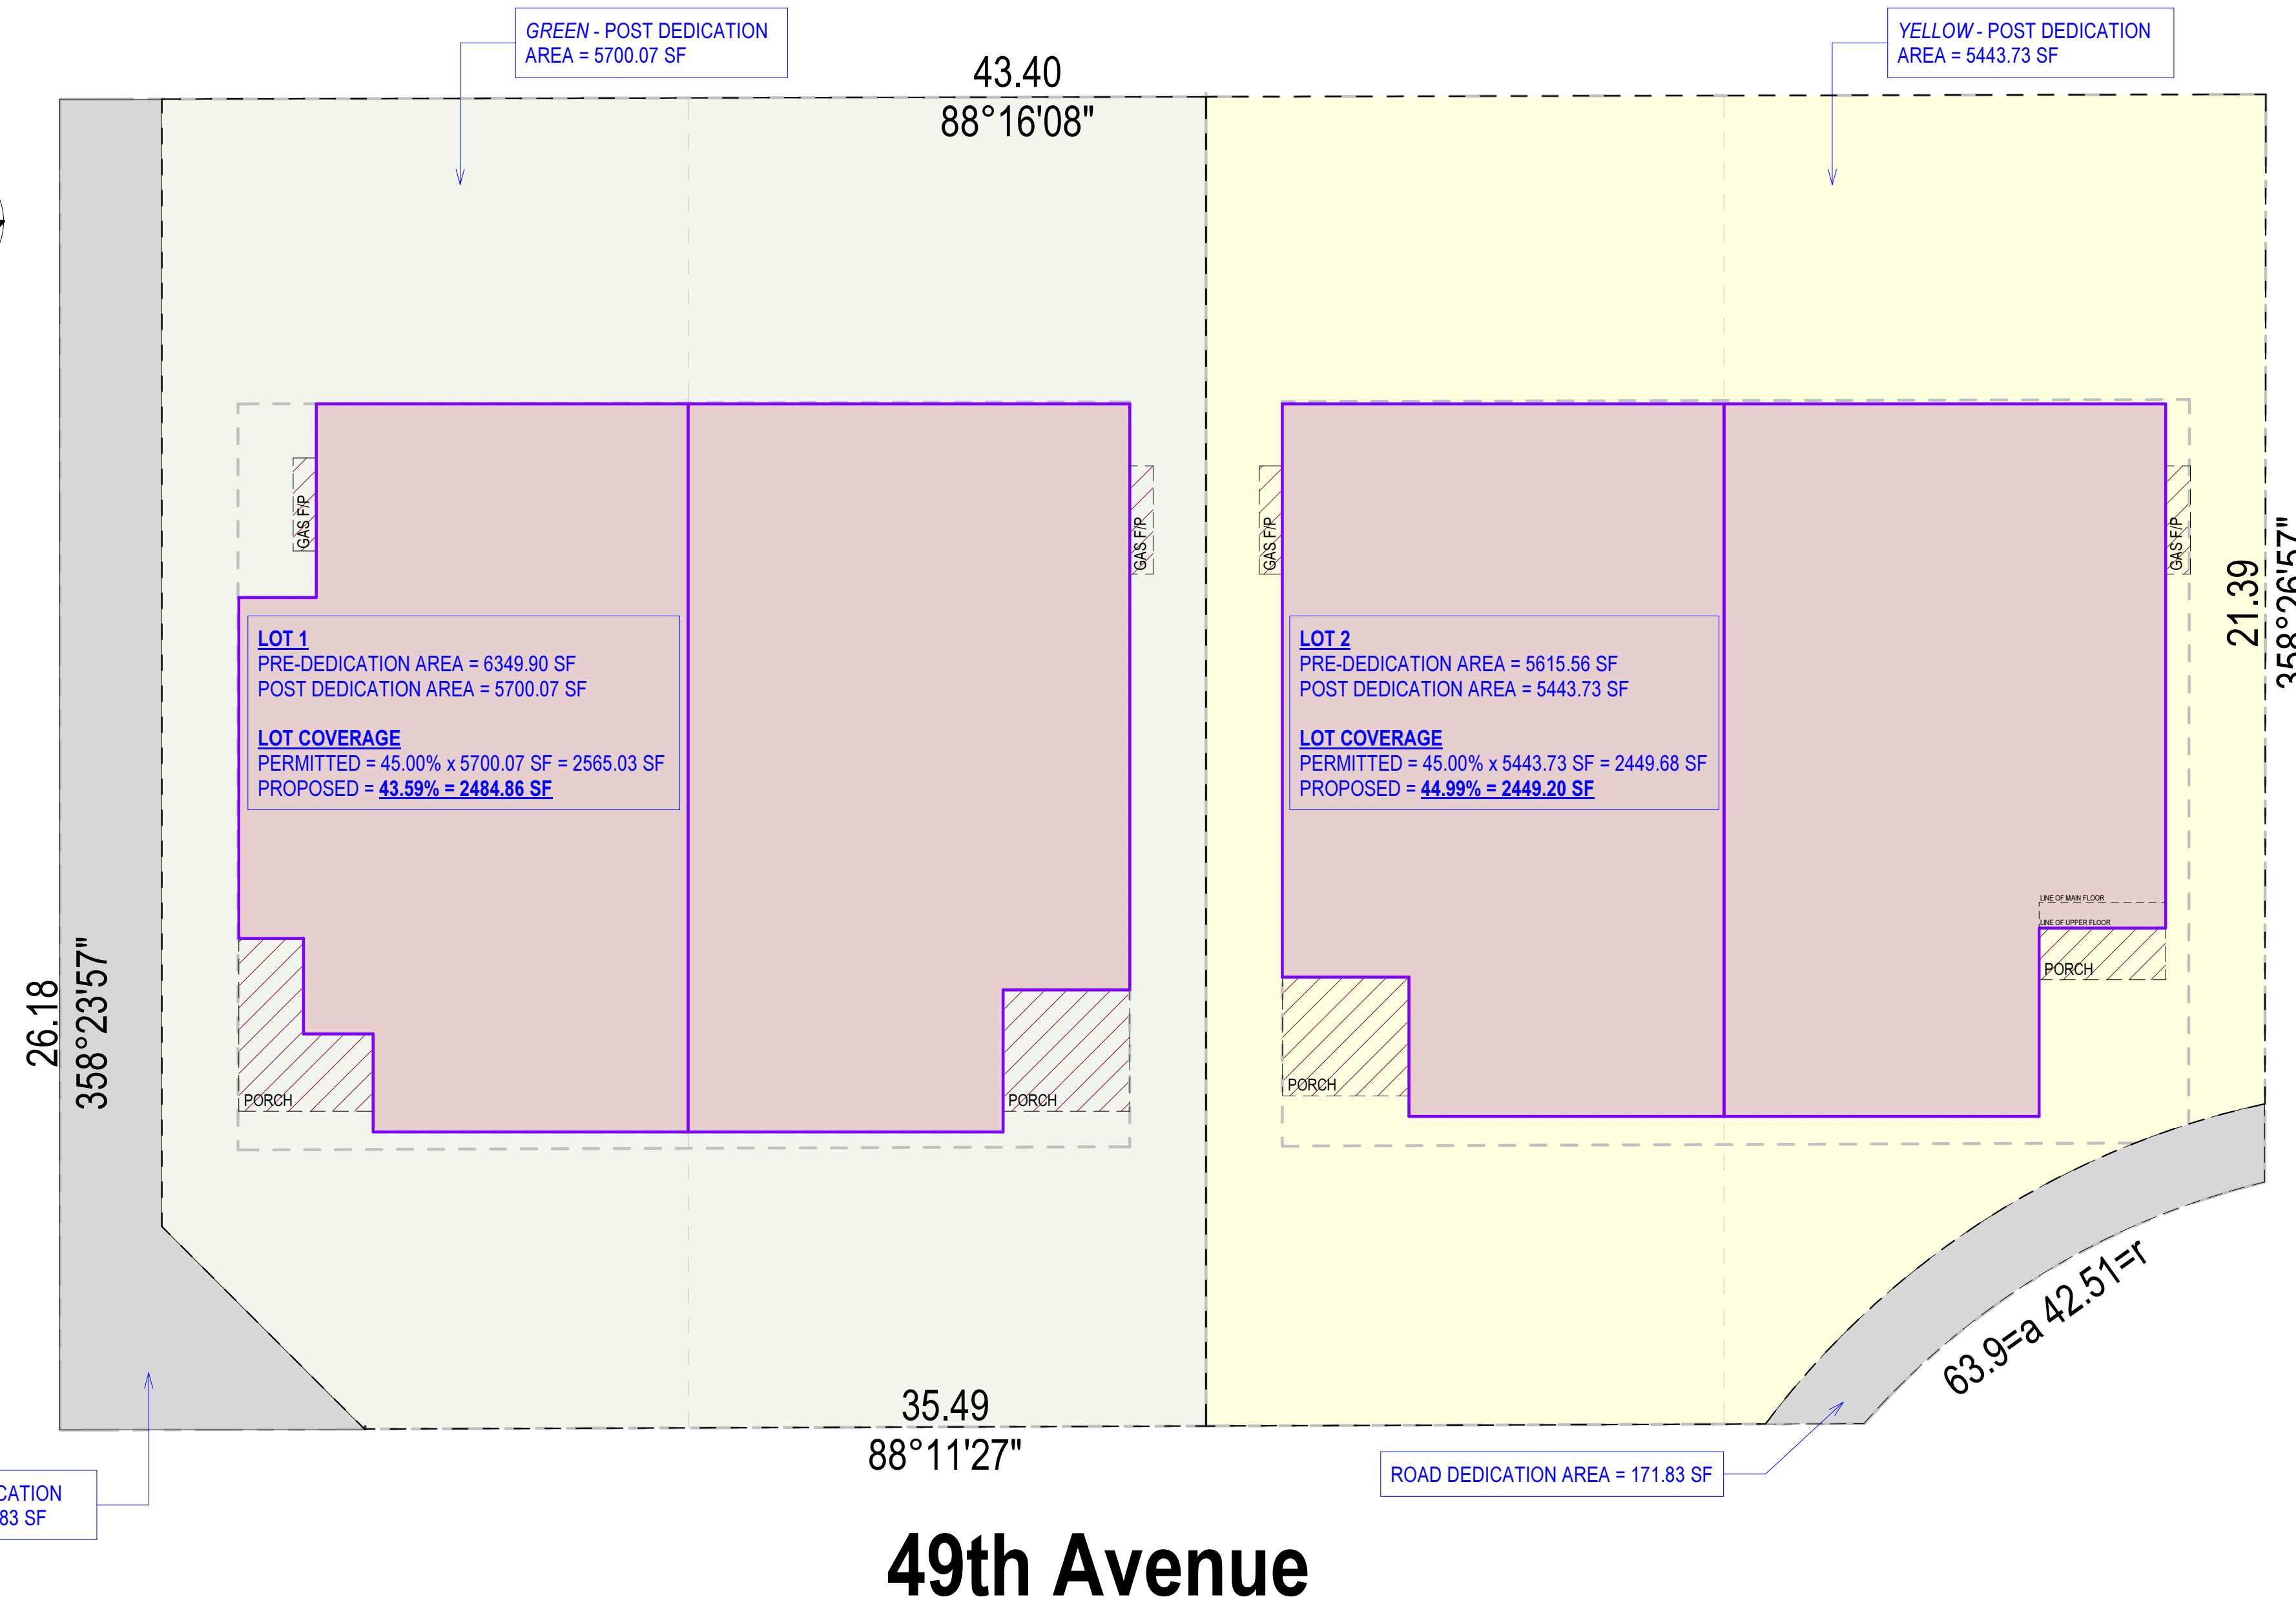 GREEN - POST DEDICATION
AREA = 5700.07 SF
YELLOW - POST DEDICATION
AREA = 5443.73 SF
43.40
88°16'08"
GAS F/P
GAS F/P
GAS F/P
GAS F/P
21.39
358°26'57"
LOT 1
PRE-DEDICATION AREA = 6349.90 SF
POST DEDICATION AREA = 5700.07 SF
LOT COVERAGE
PERMITTED = 45.00% x 5700.07 SF = 2565.03 SF
PROPOSED = 43.59% = 2484.86 SF
LOT 2
PRE-DEDICATION AREA = 5615.56 SF
POST DEDICATION AREA = 5443.73 SF
LOT COVERAGE
PERMITTED = 45.00% x 5443.73 SF = 2449.68 SF
PROPOSED = 44.99% = 2449.20 SF
LINE OF MAIN FLOOR
LINE OF UPPER FLOOR
PORCH
26.18
358°23'57"
PORCH
PORCH
PORCH
63.9=a 42.51=r
35.49
88°11'27"
ROAD DEDICATION AREA = 171.83 SF
CATION
83 SF
49th Avenue